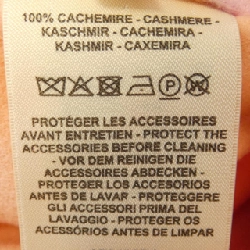 100% CACHEMIRE - CASHMERE -
KASCHMIR - CACHEMIRA -
KASHMIR - CAXEMIRA
P W
PROTÉGER LES ACCESSOIRES
AVANT ENTRETIEN - PROTECT THE
ACCESSORIES BEFORE CLEANING
- VOR DEM REINIGEN DIE
ACCESSOIRES ABDECKEN -
PROTEGER LOS ACCESORIOS
ANTES DE LAVAR - PROTEGGERE
GLI ACCESSORI PRIMA DEL
LAVAGGIO - PROTEGER OS
ACESSÓRIOS ANTES DE LAVAR